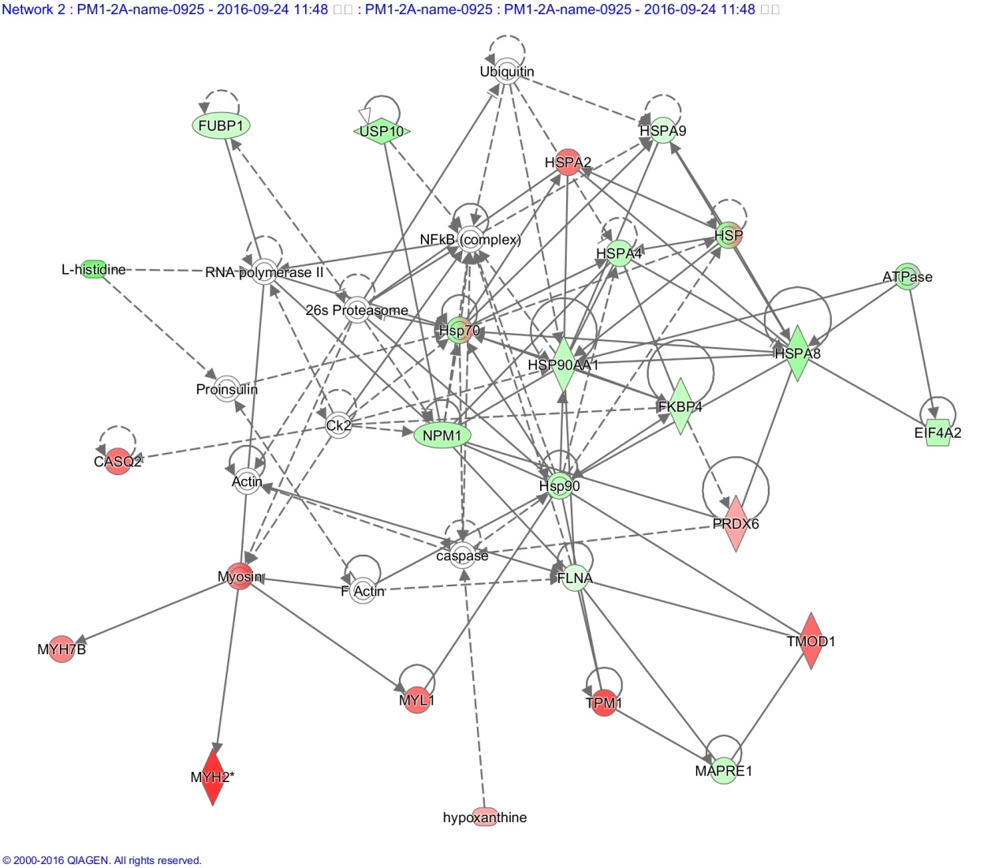 Network 2 : PM1-2A-name-0925 - 2016-09-24 11:48 □□ : PM1-2A-name-0925 : PM1-2A-name-0925 - 2016-09-24 11:48 □□
Ubiquitin
FUBP1
USP10
HSPA9
HSPA2
NFkB (complex)
HSP
HSPA4
L-histidine
RNA polymerase II
ATPase
26s Proteasome
Hsp70
HSP90AA1
HSPA8
Proinsulin
FKBP4
Ck2
NPM1
EIF4A2
CASQ2
Actin
Hsp90
PRDX6
caspase
Myosin
F Actin
FLNA
MYH7B
TMOD1
MYL1
TPM1
MYH2*
MAPRE1
hypoxanthine
© 2000-2016 QIAGEN. All rights reserved.